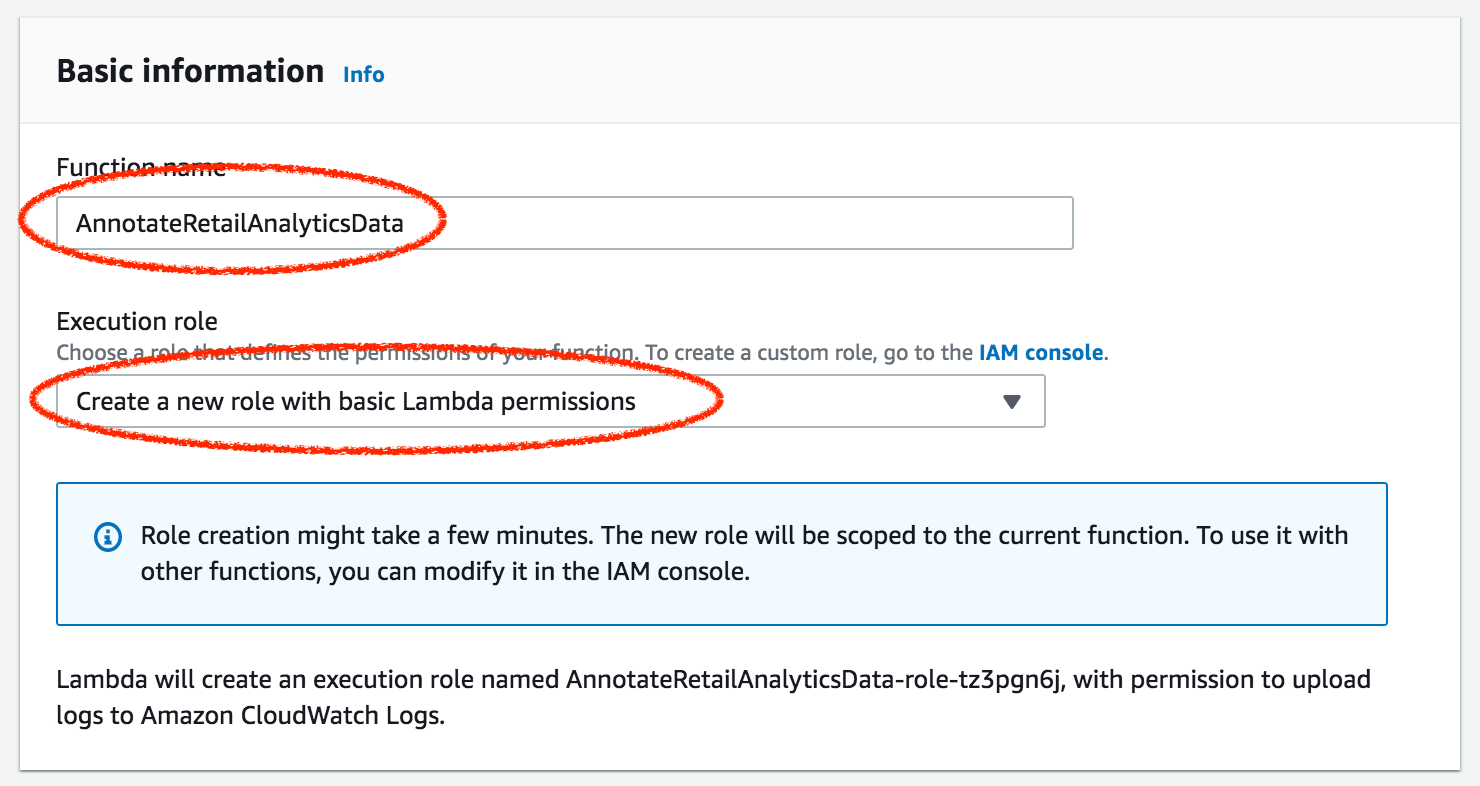 Basic information Info
Function name
AnnotateRetailAnalyticsData
Execution role
Choose a role that defines the permissions of your function. To create a custom role, go to the IAM console.
Create a new role with basic Lambda permissions
Role creation might take a few minutes. The new role will be scoped to the current function. To use it with
other functions, you can modify it in the IAM console.
Lambda will create an execution role named AnnotateRetailAnalyticsData-role-tz3pgn6j, with permission to upload
logs to Amazon CloudWatch Logs.